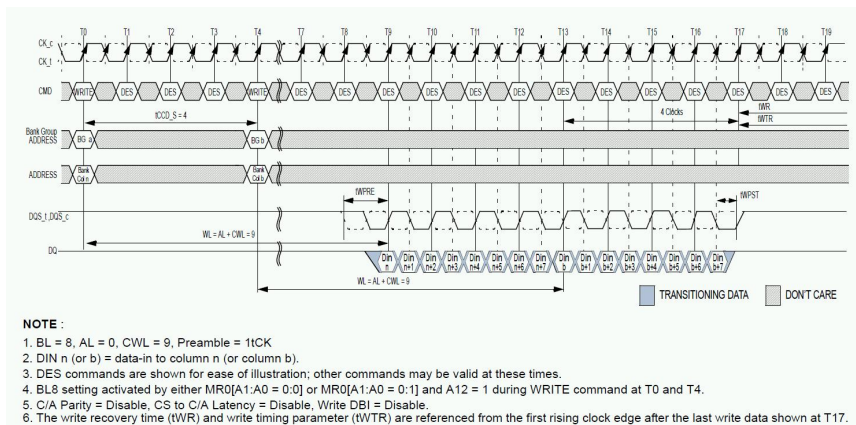 T0 T1 T2 T3 T4 T7 T8 T9 T10 T11 T12 T13 T14 T15 T16 T17 T18 T19
CK_c
CK_t
CMD WRITE DES DES DES WRITE DES DES DES DES DES DES DES DES DES DES DES DES DES
tCCD_S = 4
4 Clocks
tWR
tWTR
Bank Group
ADDRESS
BG a
BG b
ADDRESS
Bank
Col n
Bank
Col b
tWPRE
tWPST
DQS_t,DQS_c
WL = AL + CWL = 9
DQ
Din Din Din Din Din Din Din Din Din Din Din Din Din Din Din Din
n n+1 n+2 n+3 n+4 n+5 n+6 n+7 b b+1 b+2 b+3 b+4 b+5 b+6 b+7
WL = AL + CWL = 9
TRANSITIONING DATA
DON'T CARE
NOTE :
1. BL = 8, AL = 0, CWL = 9, Preamble = 1tCK
2. DIN n (or b) = data-in to column n (or column b).
3. DES commands are shown for ease of illustration; other commands may be valid at these times.
4. BL8 setting activated by either MR0[A1:A0 = 0:0] or MR0[A1:A0 = 0:1] and A12 = 1 during WRITE command at T0 and T4.
5. C/A Parity = Disable, CS to C/A Latency = Disable, Write DBI = Disable.
6. The write recovery time (tWR) and write timing parameter (tWTR) are referenced from the first rising clock edge after the last write data shown at T17.